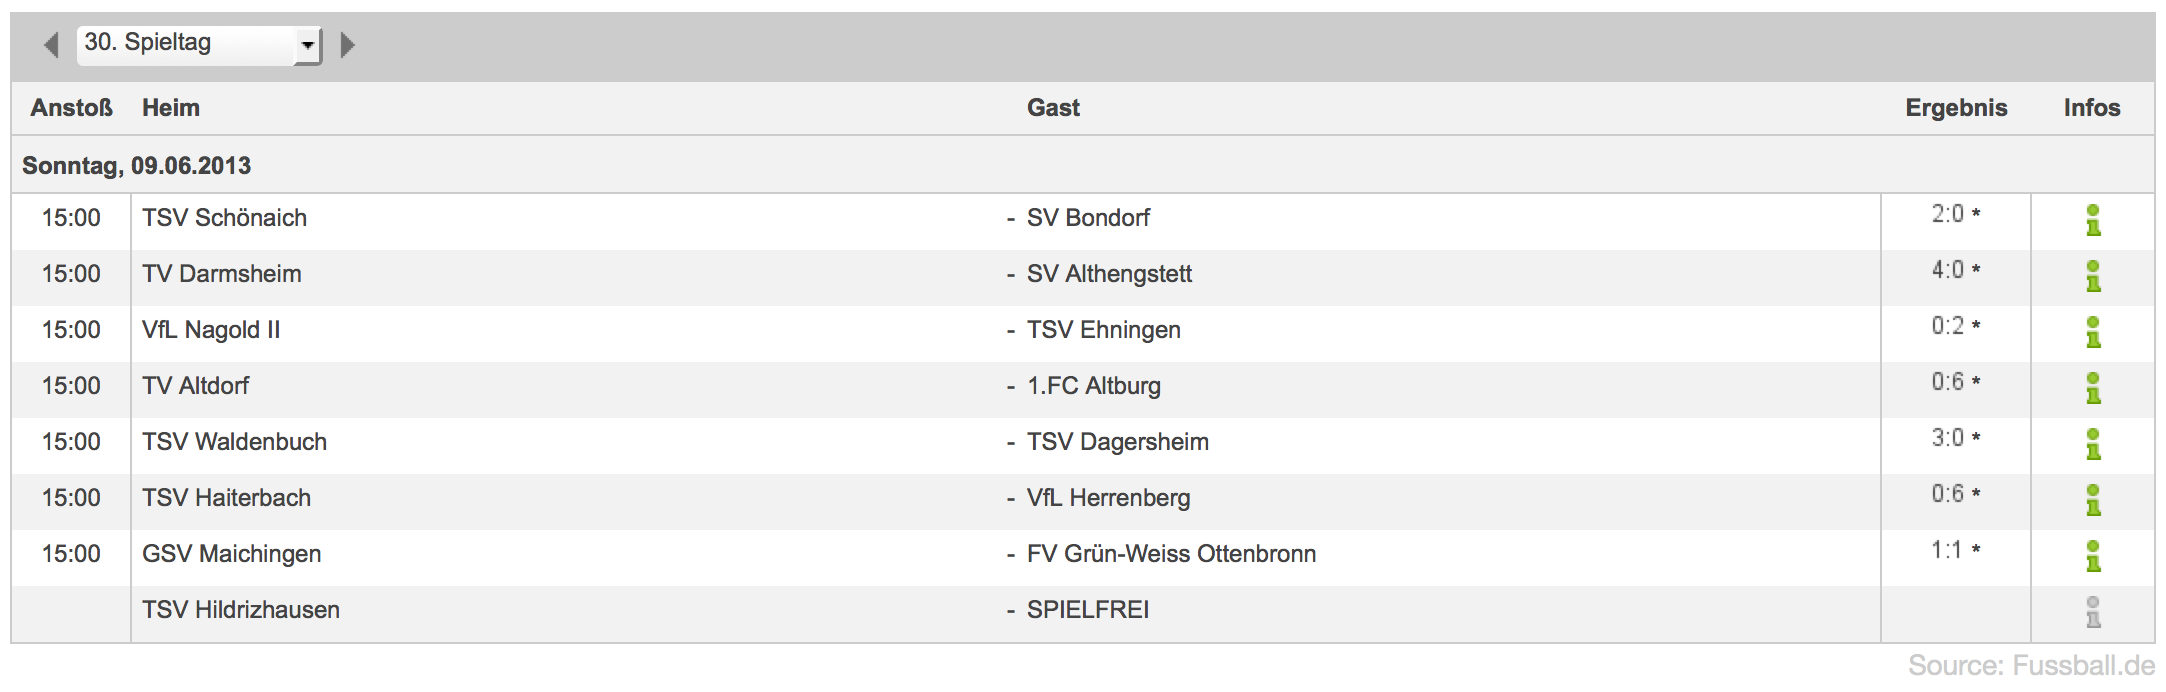 30. Spieltag
Anstoß Heim Gast Ergebnis Infos
Sonntag, 09.06.2013
15:00 TSV Schönaich - SV Bondorf 2:0 *
15:00 TV Darmsheim - SV Althengstett 4:0 *
15:00 VfL Nagold II - TSV Ehningen 0:2 *
15:00 TV Altdorf - 1.FC Altburg 0:6 *
15:00 TSV Waldenbuch - TSV Dagersheim 3:0 *
15:00 TSV Haiterbach - VfL Herrenberg 0:6 *
15:00 GSV Maichingen - FV Grün-Weiss Ottenbronn 1:1 *
TSV Hildrizhausen - SPIELFREI
Source: Fussball.de